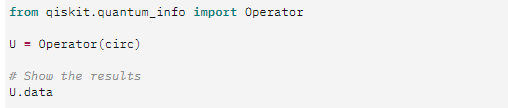 from qiskit.quantum_info import Operator
U = Operator(circ)
# Show the results
U.data